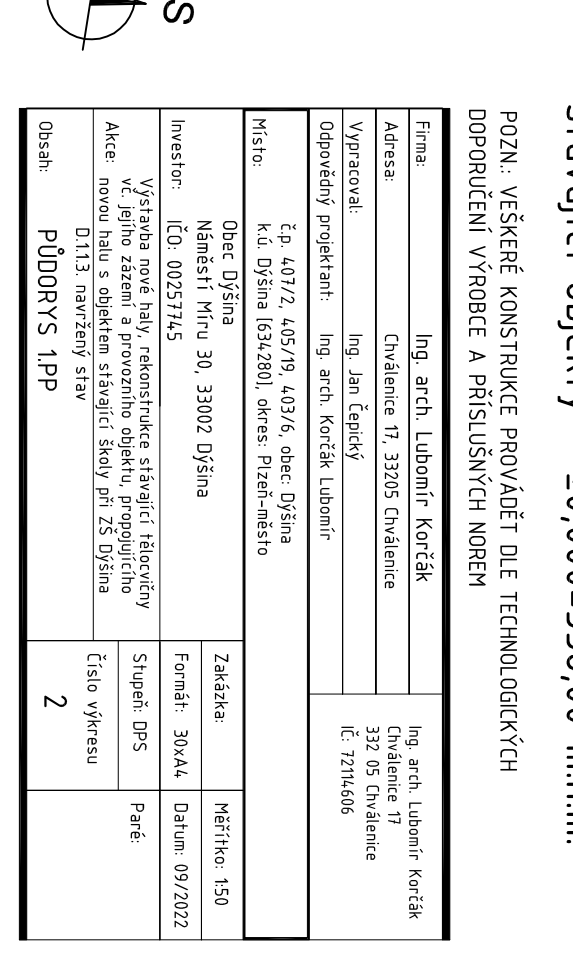 POZN.: VEŠKERÉ KONSTRUKCE PROVÁDĚT DLE TECHNOLOGICKÝCH
DOPORUČENÍ VÝROBCE A PŘÍSLUŠNÝCH NOREM
Firma: Ing. arch. Lubomír Korčák
Adresa: Chválenice 17, 33205 Chválenice
Vypracoval: Ing. Jan Čepický
Odpovědný projektant: Ing. arch. Korčák Lubomír
Ing. arch. Lubomír Korčák
Chválenice 17
332 05 Chválenice
IČ: 72114606
Místo: č.p. 407/2, 405/19, 403/6, obec: Dýšina
k.ú. Dýšina [634280], okres: Plzeň-město
Investor: Obec Dýšina
Náměstí Míru 30, 33002 Dýšina
IČO: 00257745
Zakázka:
Měřítko: 1:50
Formát: 30xA4
Datum: 09/2022
Akce: Výstavba nové haly, rekonstrukce stávající tělocvičny
vč. jejího zázemí a provozního objektu, propojujícího
novou halu s objektem stávající školy při ZŠ Dýšina
Stupeň: DPS
Paré:
Obsah: D.1.1.3. navržený stav
PŮDORYS 1.PP
Číslo výkresu
2
S